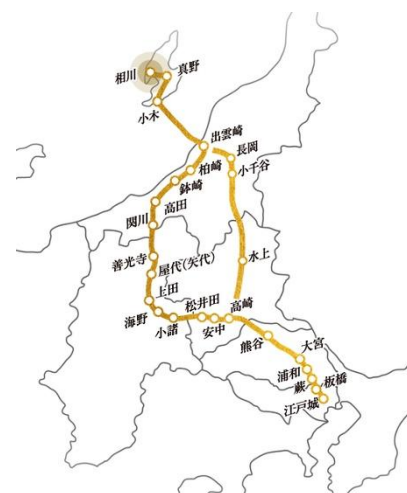 相川
真野
小木
出雲崎
長岡
柏崎
小千谷
鉢崎
高田
関川
善光寺
水上
屋代(矢代)
上田
松井田
高崎
海野
小諸
安中
熊谷
大宮
浦和
板橋
蕨
江戸城